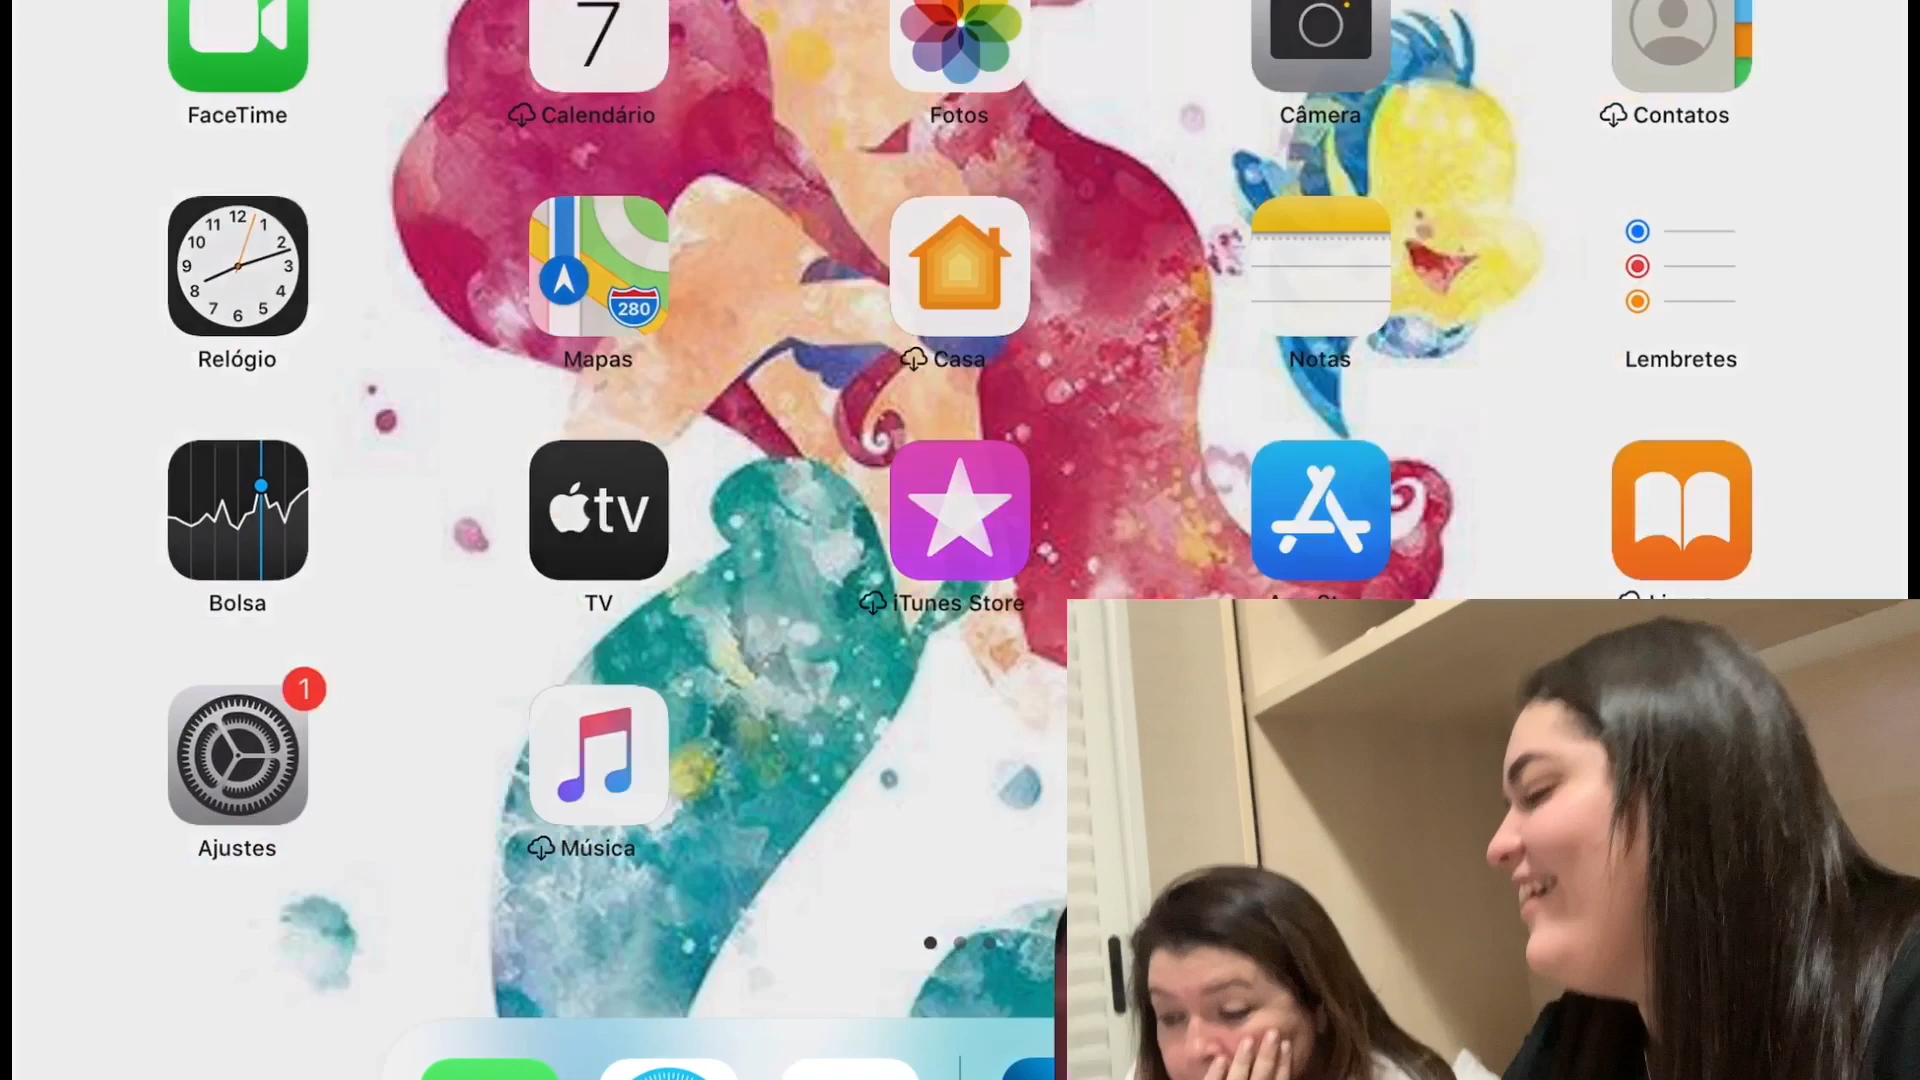 7
FaceTime
Calendário
Fotos
Câmera
Contatos
12
11 1
10 2
9 3
8 4
7 5
6
280
Relógio
Mapas
Casa
Notas
Lembretes
tv
Bolsa
TV
iTunes Store
1
Ajustes
Música